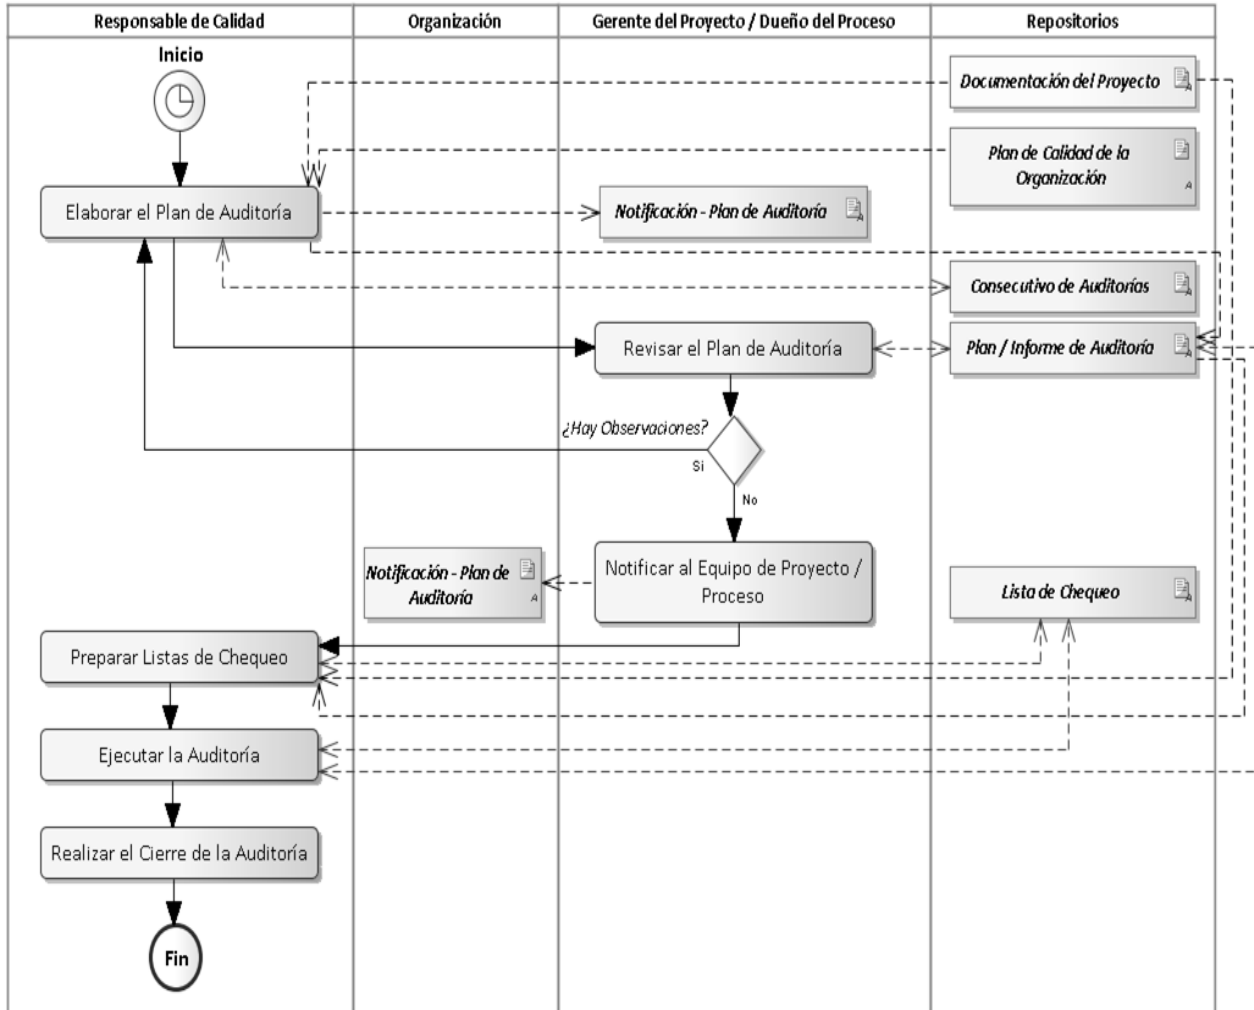 Responsable de Calidad
Organización
Gerente del Proyecto / Dueño del Proceso
Repositorios
Inicio
Documentación del Proyecto
Plan de Calidad de la
Organización
Elaborar el Plan de Auditoría
Notificación - Plan de Auditoría
Consecutivo de Auditorías
Revisar el Plan de Auditoría
Plan / Informe de Auditoría
¿Hay Observaciones?
Si
No
Notificación - Plan de
Auditoría
Notificar al Equipo de Proyecto /
Proceso
Lista de Chequeo
Preparar Listas de Chequeo
Ejecutar la Auditoría
Realizar el Cierre de la Auditoría
Fin